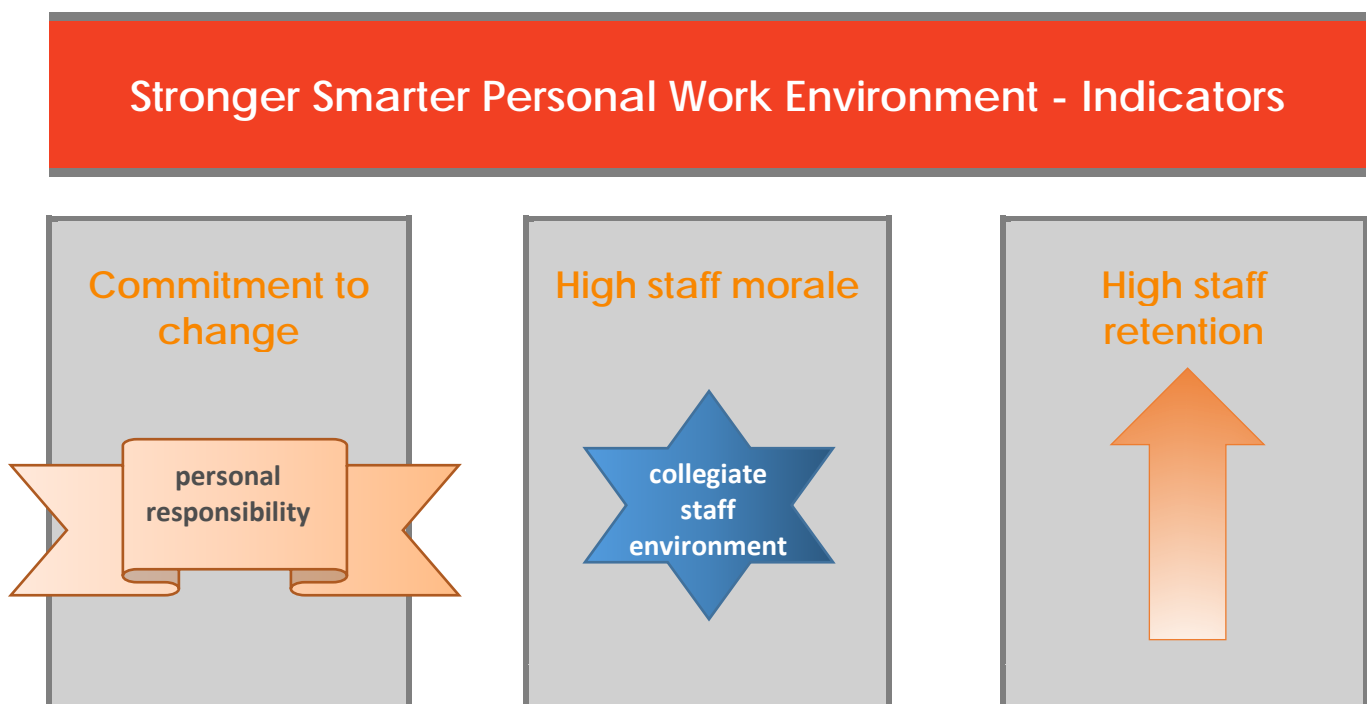 Stronger Smarter Personal Work Environment - Indicators
Commitment to
change
personal
responsibility
High staff morale
collegiate
staff
environment
High staff
retention